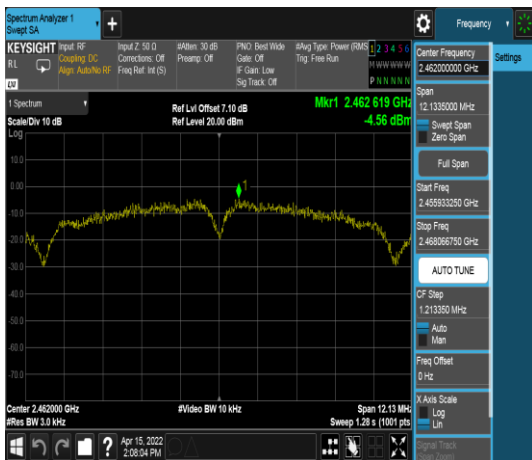 Spectrum Analyzer 1
Swept SA
Frequency
KEYSIGHT
RL
LXI
Input: RF
Coupling: DC
Align: Auto/No RF
Input Z: 50 Ω
Corrections: Off
Freq Ref: Int (S)
#Atten: 30 dB
Preamp: Off
PNO: Best Wide
Gate: Off
IF Gain: Low
Sig Track: Off
#Avg Type: Power (RMS
Trig: Free Run
1 2 3 4 5 6
M W W W W W
P N N N N N
1 Spectrum
Scale/Div 10 dB
Ref Lvl Offset 7.10 dB
Ref Level 20.00 dBm
Mkr1 2.462 619 GHz
-4.56 dBm
Log
10.0
0.00
-10.0
-20.0
-30.0
-40.0
-50.0
-60.0
-70.0
1
Center 2.462000 GHz
#Res BW 3.0 kHz
#Video BW 10 kHz
Span 12.13 MHz
Sweep 1.28 s (1001 pts)
Apr 15, 2022
2:08:04 PM
Center Frequency
2.462000000 GHz
Settings
Span
12.1335000 MHz
Swept Span
Zero Span
Full Span
Start Freq
2.455933250 GHz
Stop Freq
2.468066750 GHz
AUTO TUNE
CF Step
1.213350 MHz
Auto
Man
Freq Offset
0 Hz
X Axis Scale
Log
Lin
Signal Track
(Span Zoom)